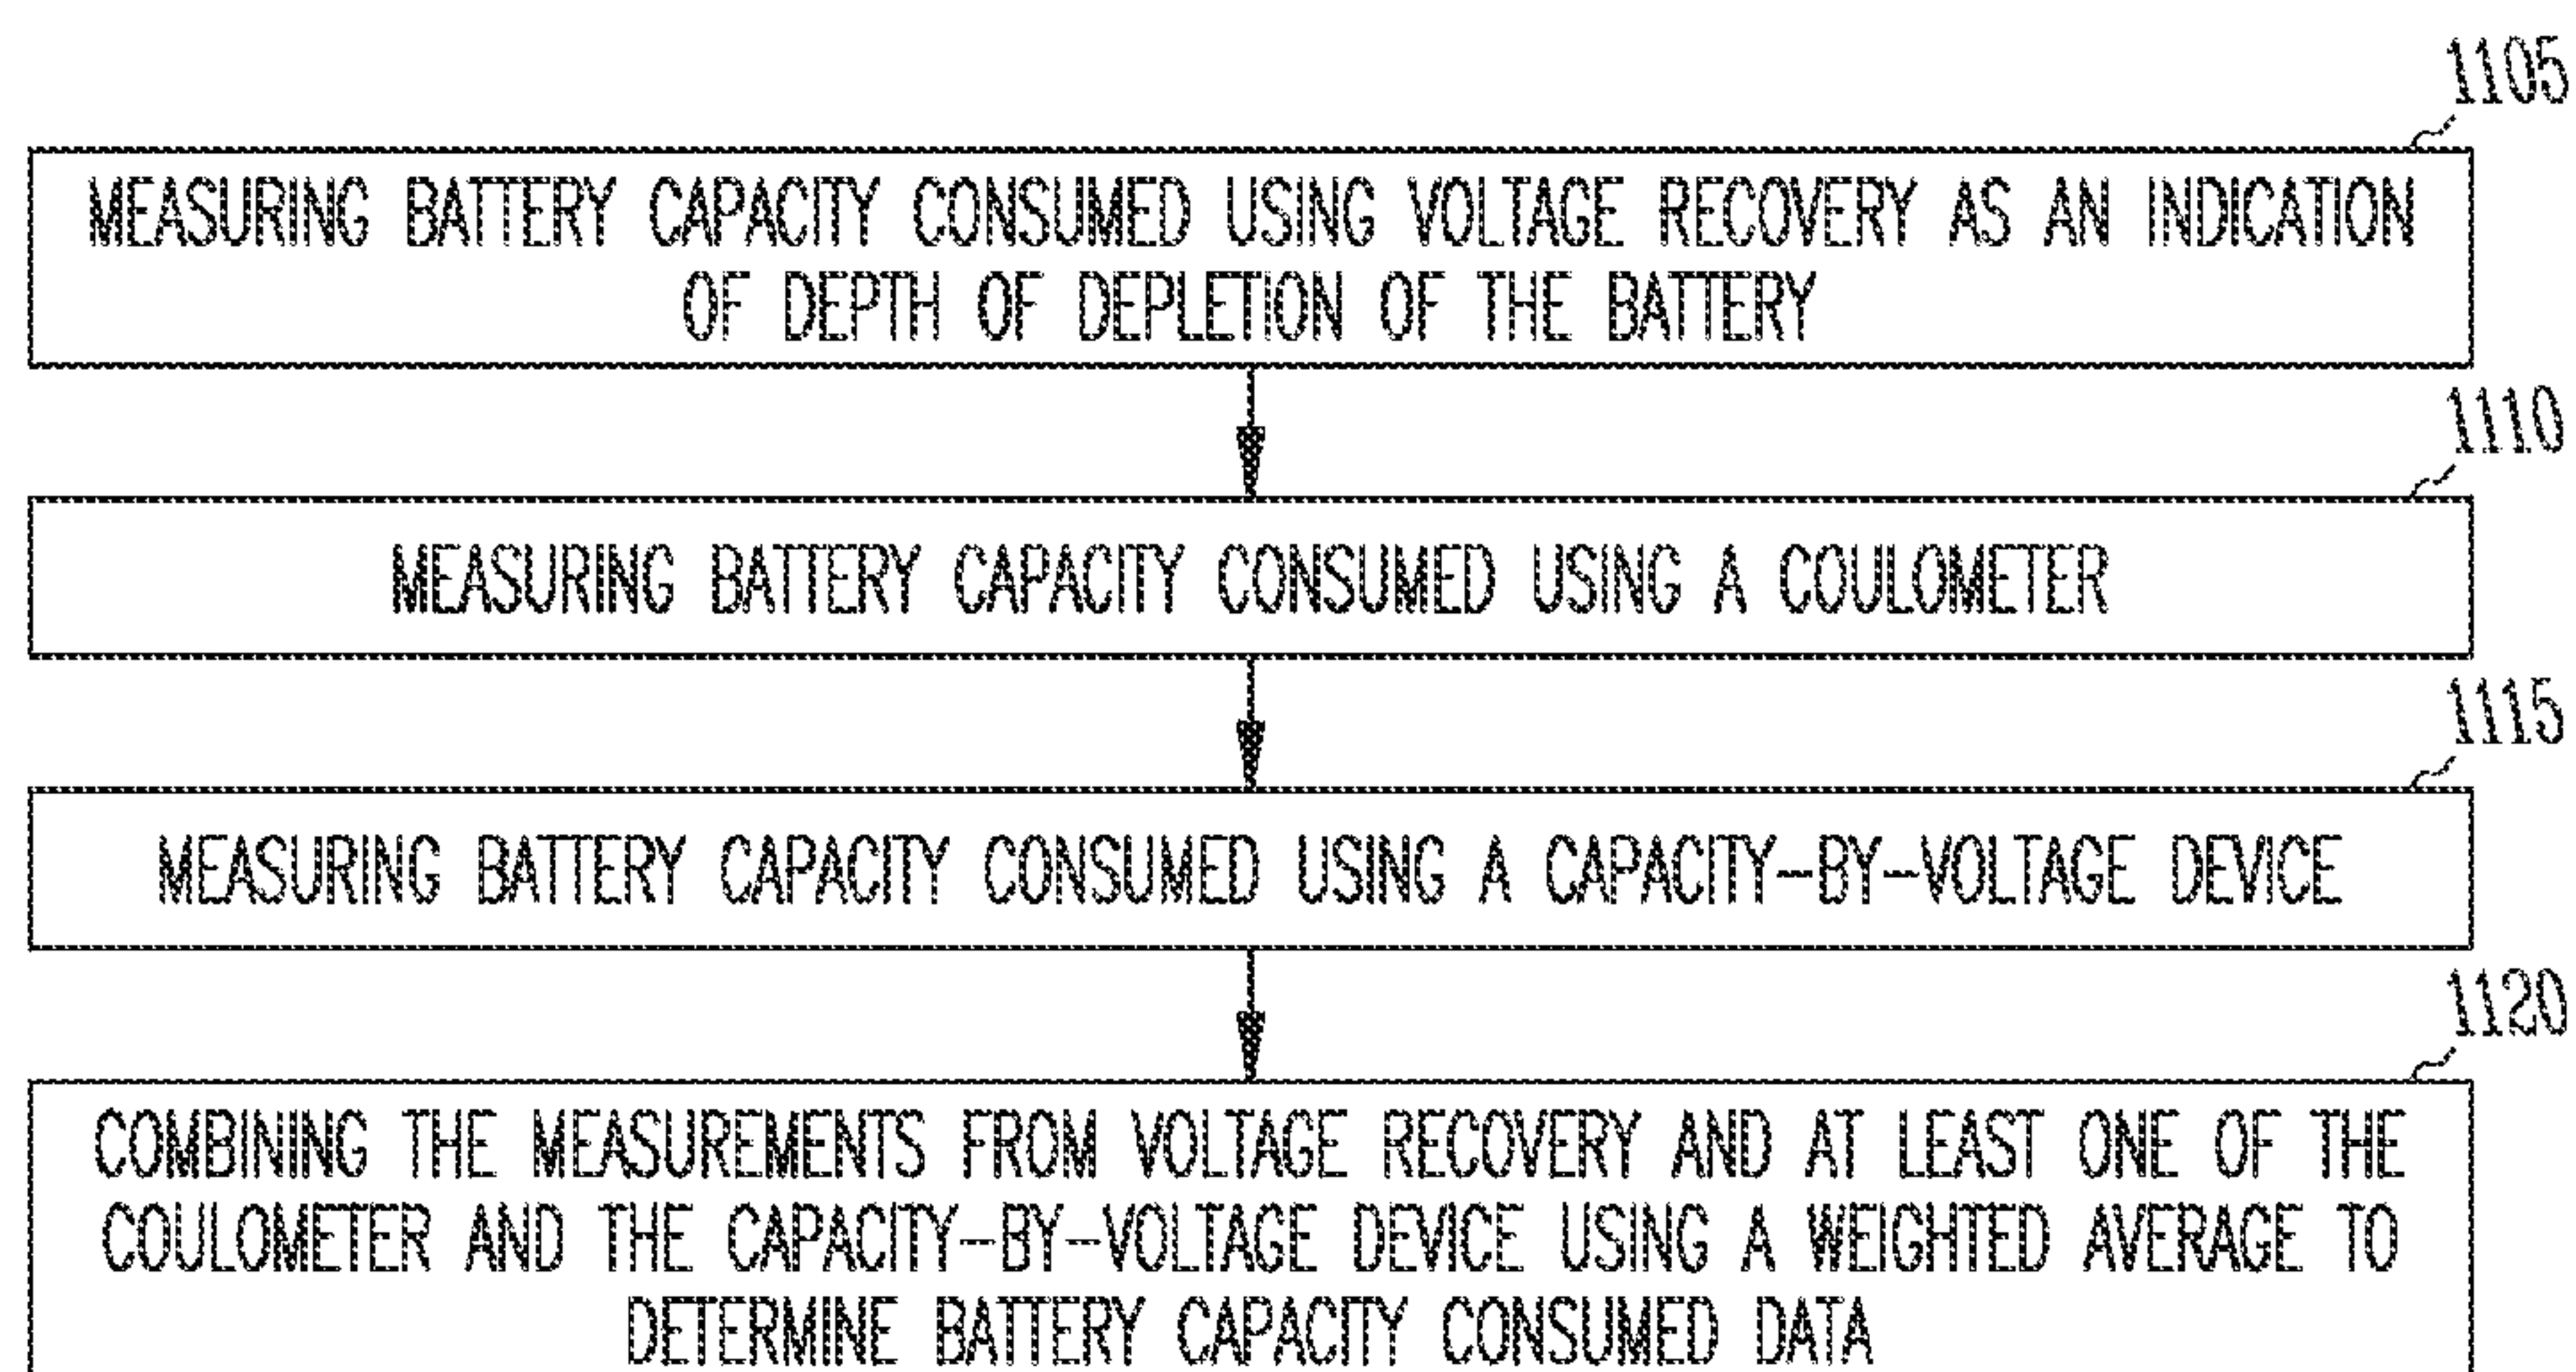 1105
MEASURING BATTERY CAPACITY CONSUMED USING VOLTAGE RECOVERY AS AN INDICATION
OF DEPTH OF DEPLETION OF THE BATTERY
1110
MEASURING BATTERY CAPACITY CONSUMED USING A COULOMETER
1115
MEASURING BATTERY CAPACITY CONSUMED USING A CAPACITY-BY-VOLTAGE DEVICE
1120
COMBINING THE MEASUREMENTS FROM VOLTAGE RECOVERY AND AT LEAST ONE OF THE
COULOMETER AND THE CAPACITY-BY-VOLTAGE DEVICE USING A WEIGHTED AVERAGE TO
DETERMINE BATTERY CAPACITY CONSUMED DATA